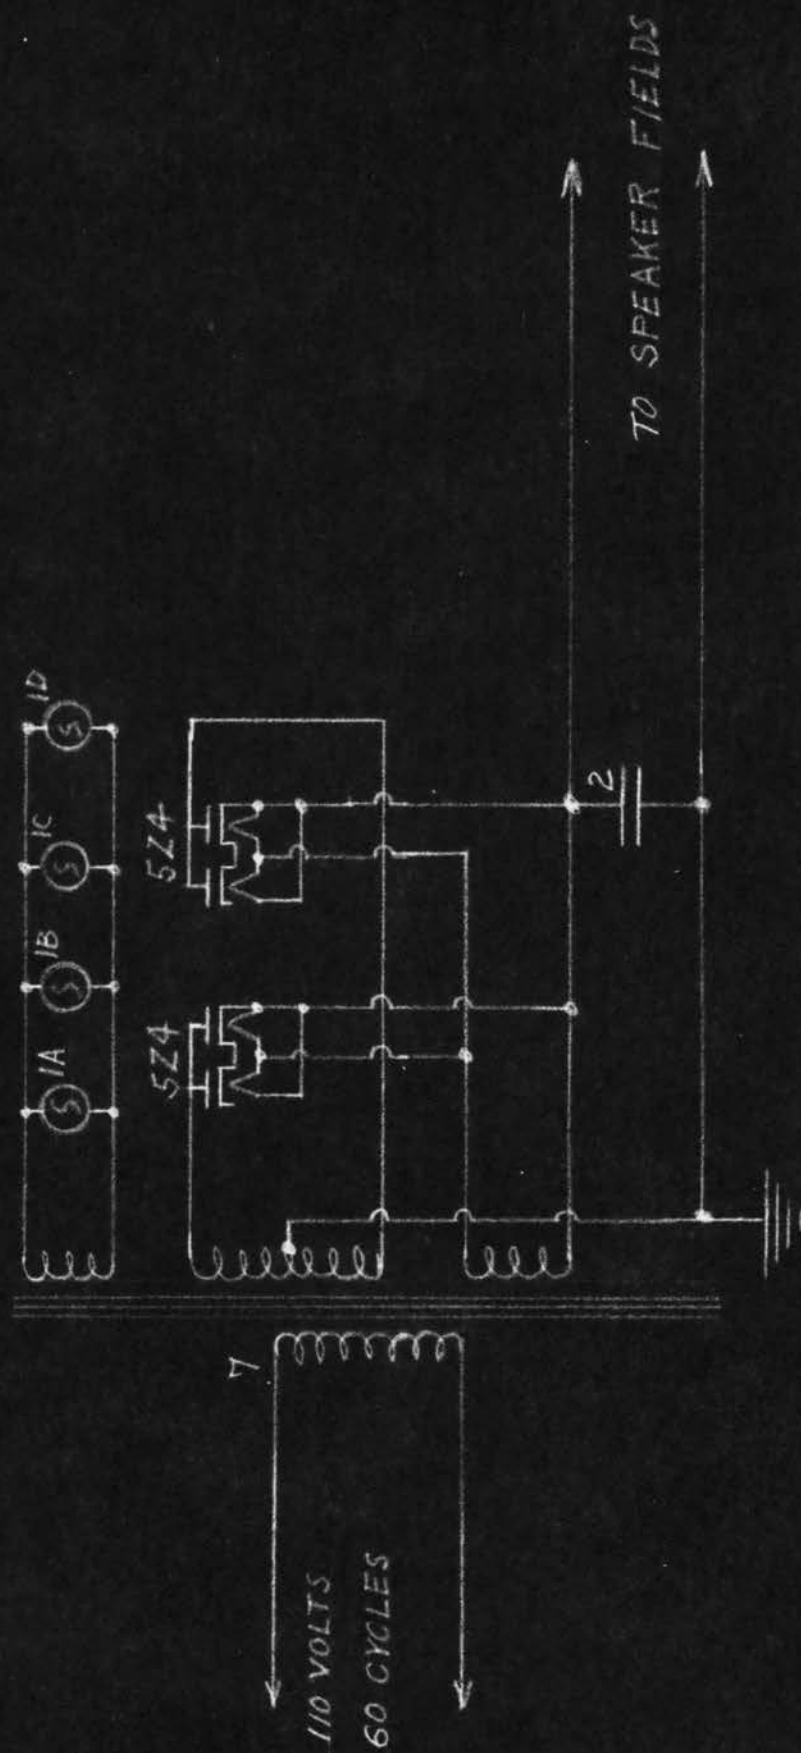 1A
1B
1C
1D
5Z4
5Z4
7
110 VOLTS
60 CYCLES
2
TO SPEAKER FIELDS
S
S
S
S